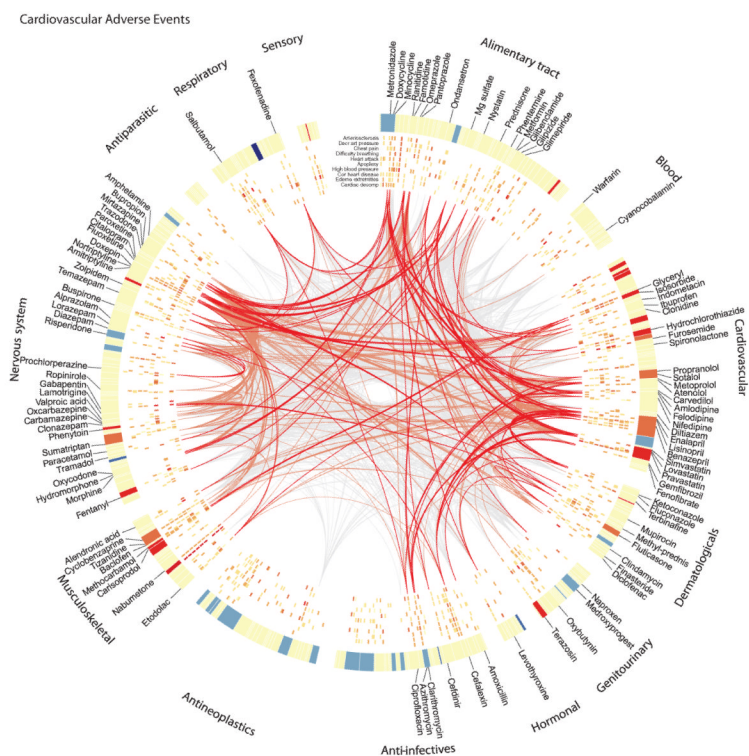 Cardiovascular Adverse Events
Alimentary tract
Metronidazole
Doxycycline
Minocycline
Ranitidine
Famotidine
Omeprazole
Pantoprazole
Ondansetron
Mg sulfate
Nystatin
Prednisone
Phentermine
Metformin
Glibenclamide
Glipizide
Glimepiride
Blood
Warfarin
Cyanocobalamin
Cardiovascular
Glyceryl
Isosorbide
Indometacin
Ibuprofen
Clonidine
Hydrochlorothiazide
Furosemide
Spironolactone
Propranolol
Sotalol
Metoprolol
Atenolol
Carvedilol
Amlodipine
Felodipine
Nifedipine
Diltiazem
Enalapril
Lisinopril
Benazepril
Simvastatin
Lovastatin
Pravastatin
Gemfibrozil
Fenofibrate
Dermatologicals
Ketoconazole
Fluconazole
Terbinafine
Mupirocin
Methyl-prednis
Fluticasone
Clindamycin
Finasteride
Diclofenac
Genitourinary
Naproxen
Medroxyprogest
Oxybutynin
Terazosin
Hormonal
Levothyroxine
Anti-infectives
Amoxicillin
Cefalexin
Cefdinir
Clarithromycin
Azithromycin
Ciprofloxacin
Antineoplastics
Musculoskeletal
Etodolac
Nabumetone
Carisoprodol
Methocarbamol
Baclofen
Tizanidine
Cyclobenzaprine
Alendronic acid
Nervous system
Fentanyl
Morphine
Hydromorphone
Oxycodone
Tramadol
Paracetamol
Sumatriptan
Phenytoin
Clonazepam
Carbamazepine
Oxcarbazepine
Valproic acid
Lamotrigine
Gabapentin
Ropinirole
Prochlorperazine
Risperidone
Diazepam
Lorazepam
Alprazolam
Buspirone
Temazepam
Zolpidem
Amitriptyline
Nortriptyline
Doxepin
Fluoxetine
Citalopram
Paroxetine
Trazodone
Mirtazapine
Bupropion
Amphetamine
Antiparasitic
Respiratory
Salbutamol
Fexofenadine
Sensory
Arteriosclerosis
Decr art pressure
Chest pain
Difficulty breathing
Heart attack
Apoplexy
High blood pressure
Cor heart disease
Edema extremities
Cardiac decomp